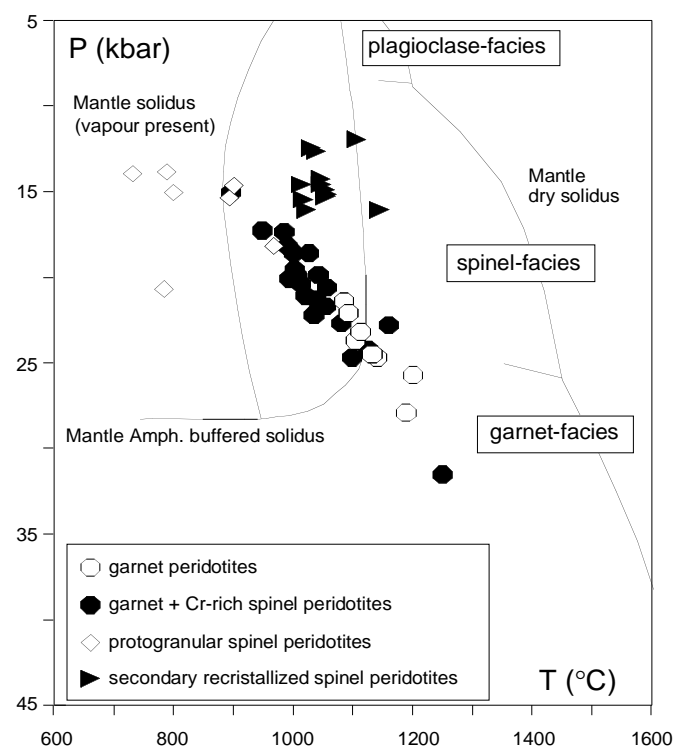 5
P (kbar)
plagioclase-facies
Mantle solidus
(vapour present)
15
Mantle
dry solidus
spinel-facies
25
Mantle Amph. buffered solidus
garnet-facies
35
garnet peridotites
garnet + Cr-rich spinel peridotites
protogranular spinel peridotites
secondary recristallized spinel peridotites
T (°C)
45
600 800 1000 1200 1400 1600